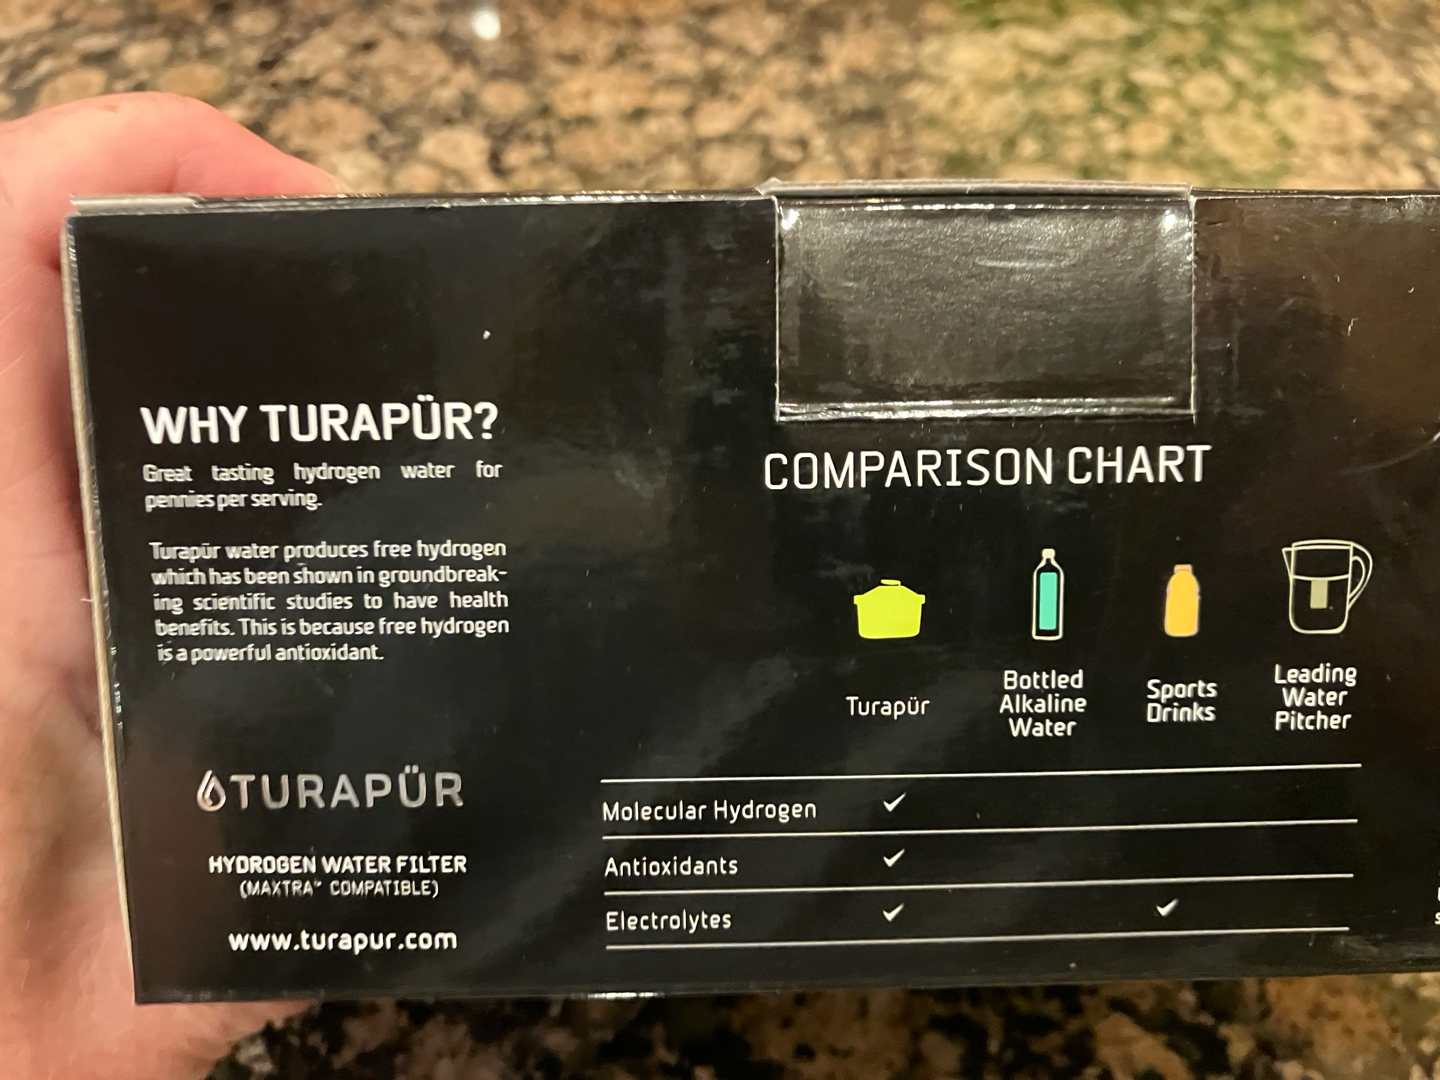 WHY TURAPÜR?
Great tasting hydrogen water for
pennies per serving.
Turapür water produces free hydrogen
which has been shown in groundbreak-
ing scientific studies to have health
benefits. This is because free hydrogen
is a powerful antioxidant.
TURAPÜR
HYDROGEN WATER FILTER
(MAXTRA™ COMPATIBLE)
www.turapur.com
COMPARISON CHART
Turapür
Bottled
Alkaline
Water
Sports
Drinks
Leading
Water
Pitcher
Molecular Hydrogen ✓
Antioxidants ✓
Electrolytes ✓ ✓